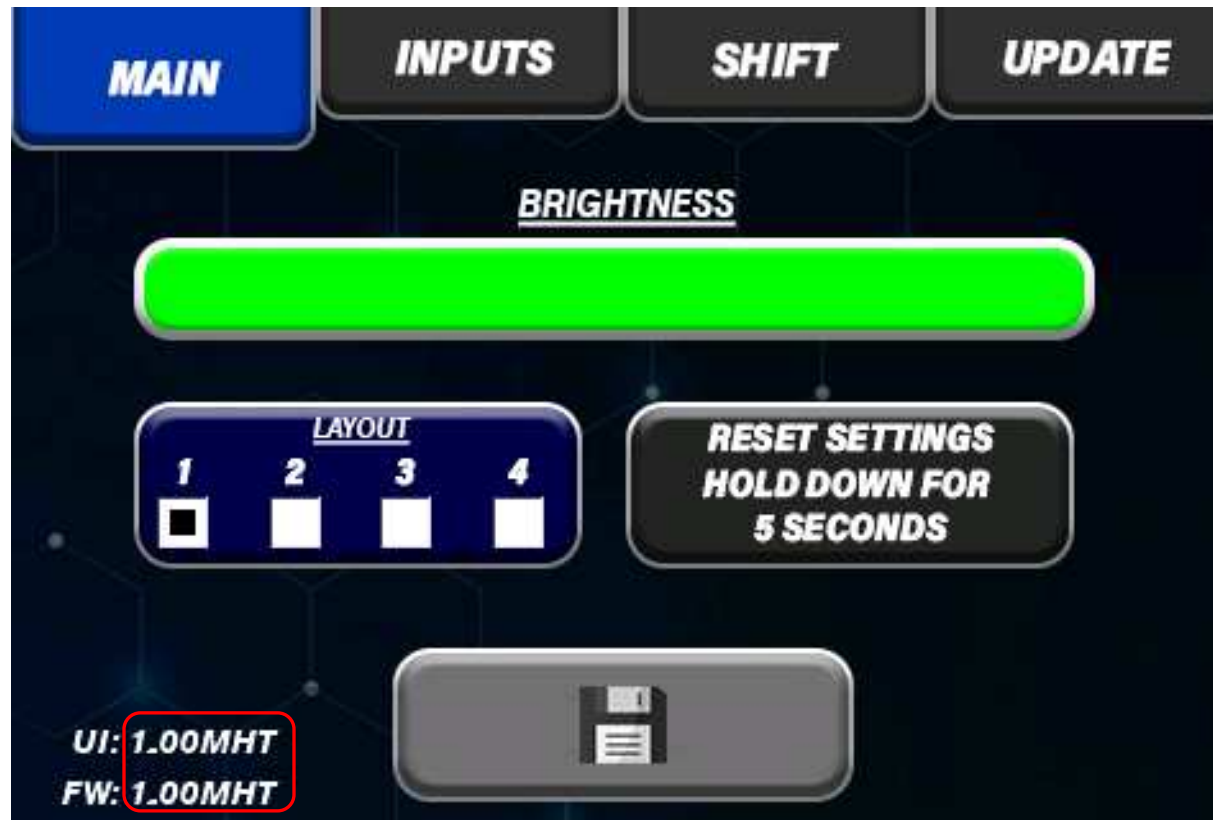 MAIN
INPUTS
SHIFT
UPDATE
BRIGHTNESS
LAYOUT
1 2 3 4
RESET SETTINGS
HOLD DOWN FOR
5 SECONDS
UI: 1.00MHT
FW: 1.00MHT